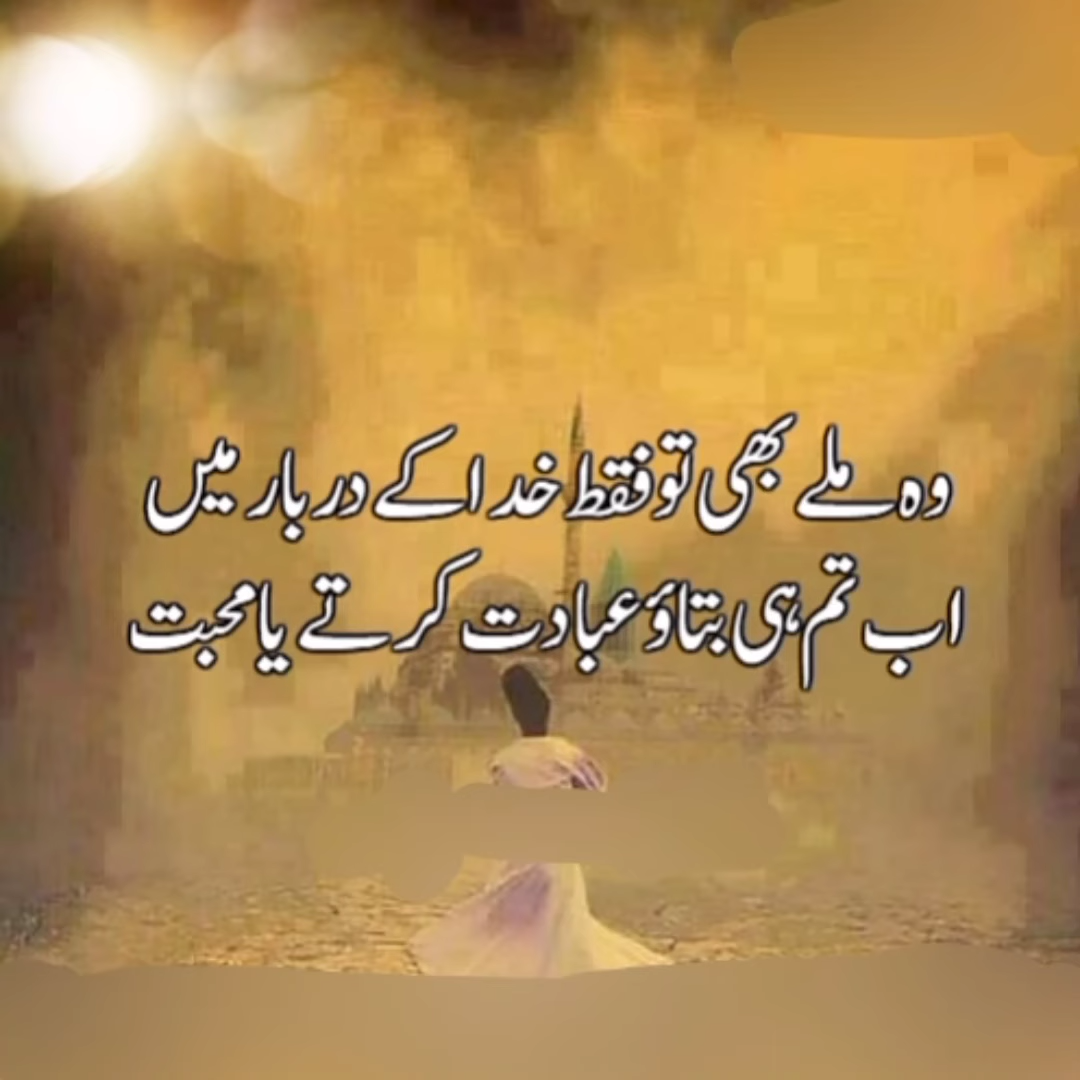 وہ ملے بھی تو فقط خدا کے دربار میں
اب تم ہی بتاؤ عبادت کرتے یا محبت